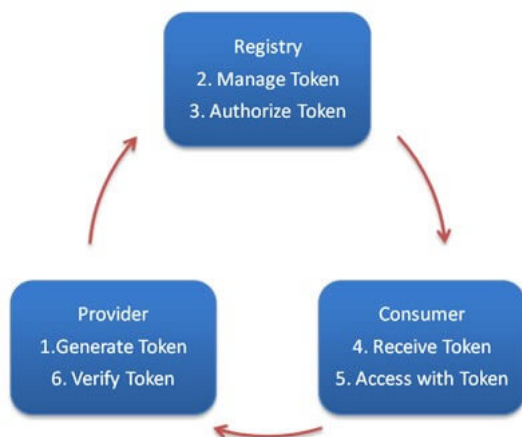 Registry
2. Manage Token
3. Authorize Token
Provider
1.Generate Token
6. Verify Token
Consumer
4. Receive Token
5. Access with Token